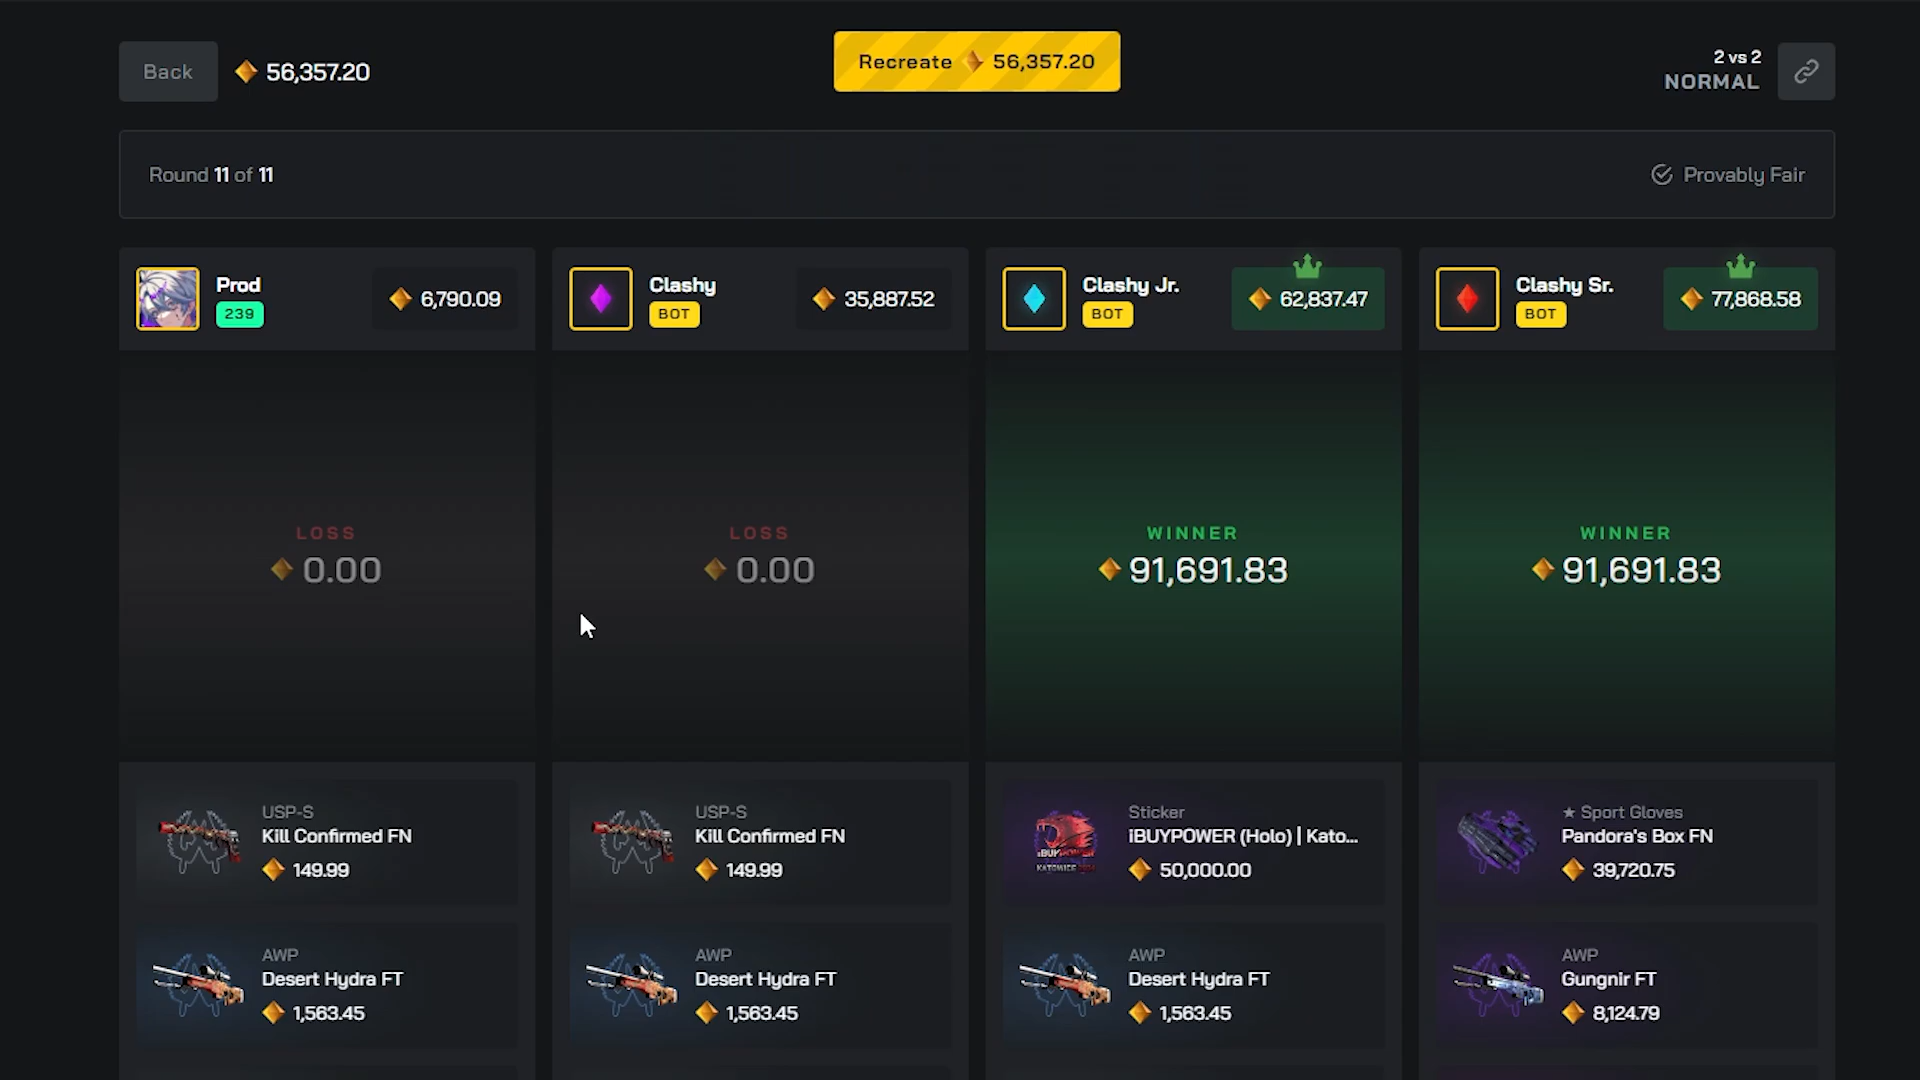 Back
56,357.20
Recreate 56,357.20
2 vs 2
NORMAL
Round 11 of 11
Provably Fair
Prod
239
6,790.09
Clashy
BOT
35,887.52
Clashy Jr.
BOT
62,837.47
Clashy Sr.
BOT
77,868.58
LOSS
0.00
LOSS
0.00
WINNER
91,691.83
WINNER
91,691.83
USP-S
Kill Confirmed FN
149.99
USP-S
Kill Confirmed FN
149.99
Sticker
iBUYPOWER (Holo) | Kato...
50,000.00
★ Sport Gloves
Pandora's Box FN
39,720.75
AWP
Desert Hydra FT
1,563.45
AWP
Desert Hydra FT
1,563.45
AWP
Desert Hydra FT
1,563.45
AWP
Gungnir FT
8,124.79